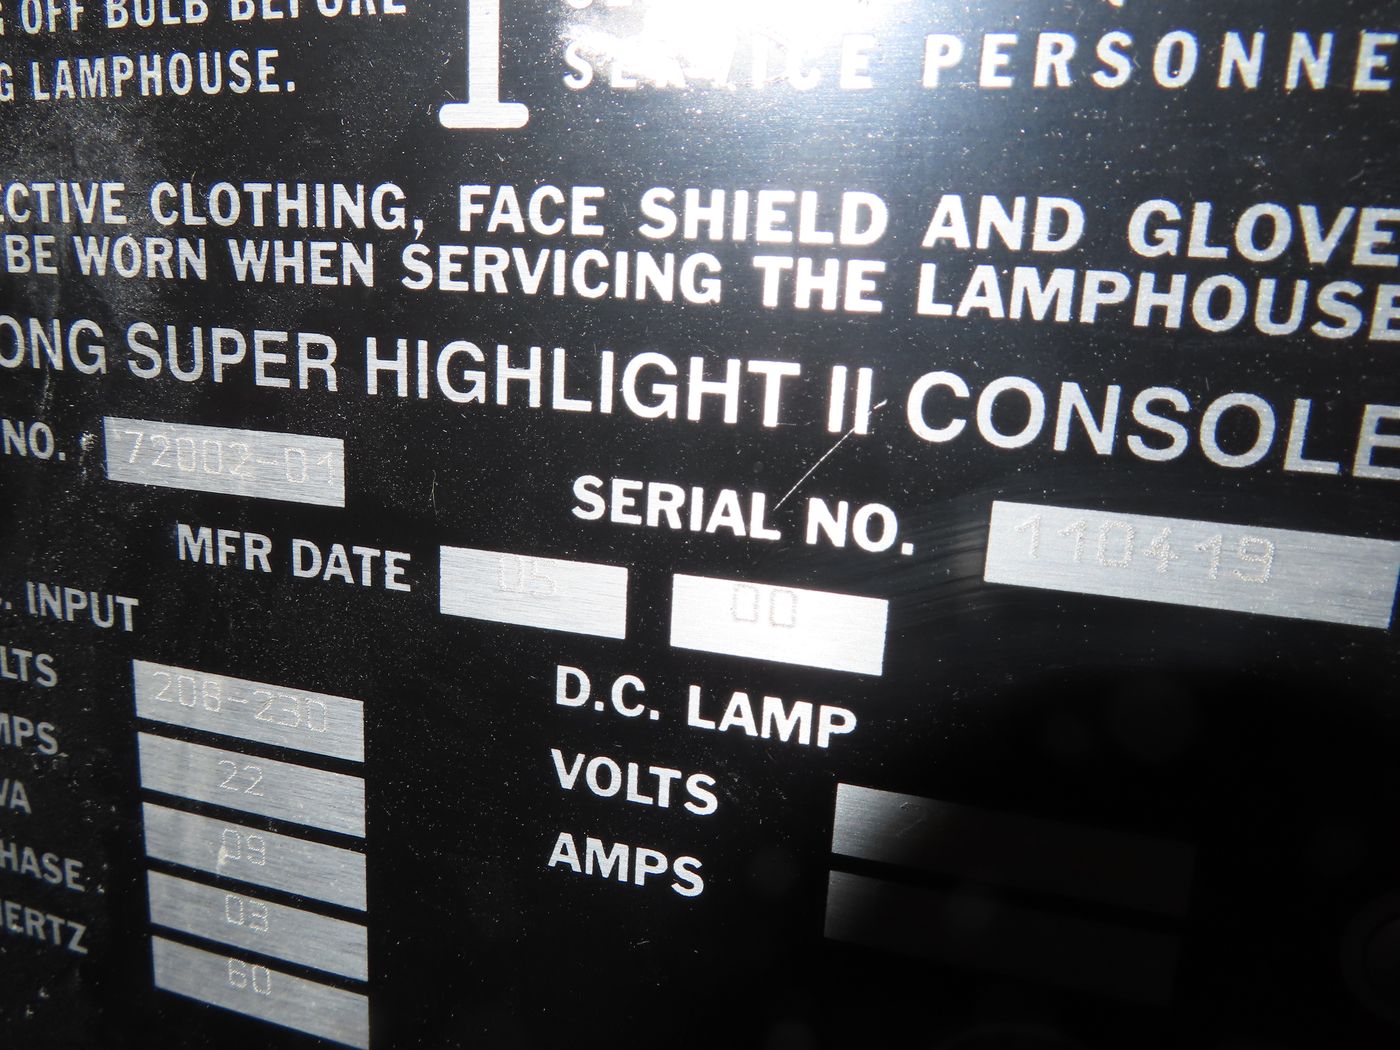 G OFF BULB BEFORE
G LAMPHOUSE.
SERVICE PERSONNE
ECTIVE CLOTHING, FACE SHIELD AND GLOVE
BE WORN WHEN SERVICING THE LAMPHOUSE
ONG SUPER HIGHLIGHT II CONSOLE
NO. 72002-01
SERIAL NO. 110419
MFR DATE 05 00
. INPUT
LTS 208-230
MPS 22
VA 09
HASE 03
HERTZ 60
D.C. LAMP
VOLTS
AMPS